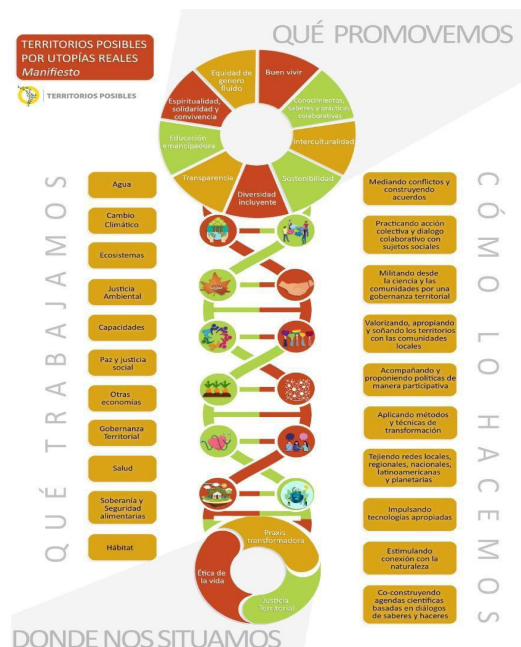 QUÉ PROMOVEMOS
TERRITORIOS POSIBLES
POR UTOPÍAS REALES
Manifiesto
TERRITORIOS POSIBLES
Equidad de
genero
fluido
Buen vivir
Conocimientos,
saberes y prácticas
colaborativas
Interculturalidad
Sostenibilidad
Diversidad
incluyente
Transparencia
Educación
emancipadora
Espiritualidad,
solidaridad y
convivencia
QUÉ TRABAJAMOS
Agua
Cambio
Climático
Ecosistemas
Justicia
Ambiental
Capacidades
Paz y justicia
social
Otras
economías
Gobernanza
Territorial
Salud
Soberanía y
Seguridad
alimentarias
Hábitat
CÓMO LO HACEMOS
Mediando conflictos y
construyendo
acuerdos
Practicando acción
colectiva y dialogo
colaborativo con
sujetos sociales
Militando desde
la ciencia y las
comunidades por una
gobernanza territorial
Valorizando, apropiando
y soñando los territorios
con las comunidades
locales
Acompañando y
proponiendo políticas de
manera participativa
Aplicando métodos
y técnicas de
transformación
Tejiendo redes locales,
regionales, nacionales,
latinoamericanas
y planetarias
Impulsando
tecnologías apropiadas
Estimulando
conexión con la
naturaleza
Co-construyendo
agendas científicas
basadas en diálogos
de saberes y haceres
Praxis
transformadora
Ética de
la vida
Justicia
Territorial
DONDE NOS SITUAMOS